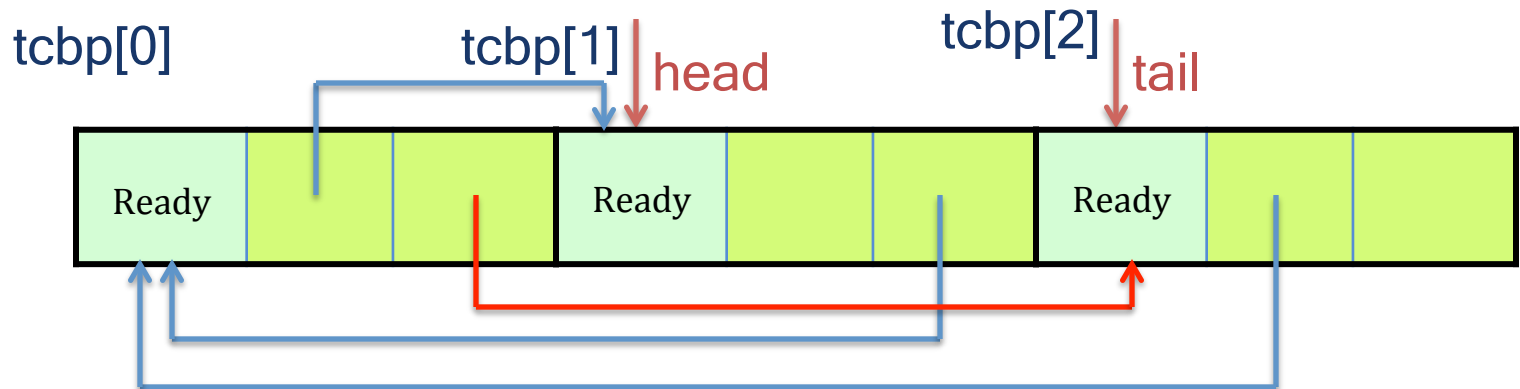 tcbp[0]
tcbp[1]
head
tcbp[2]
tail
Ready
Ready
Ready